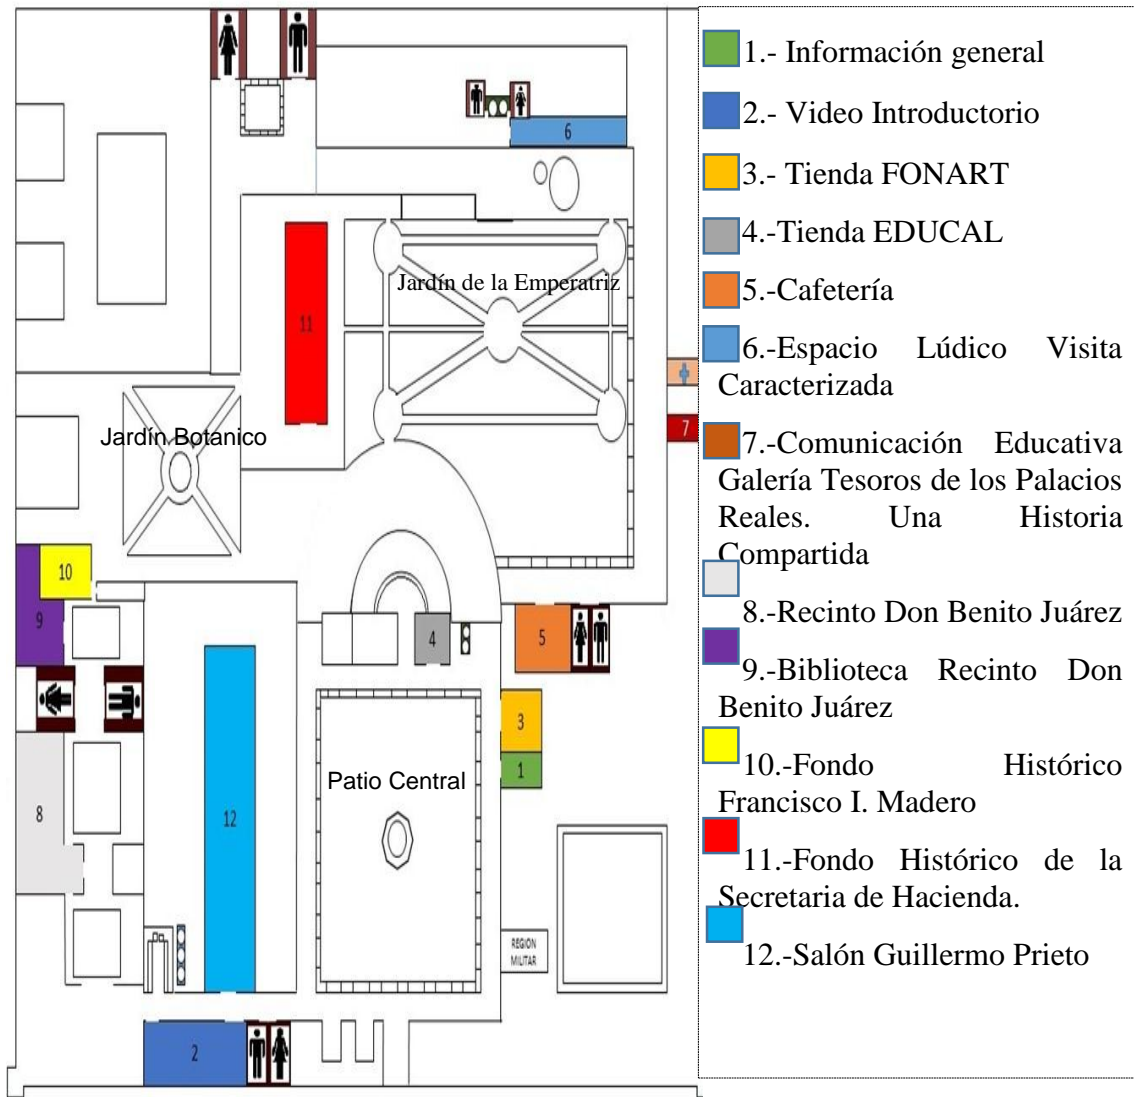 6
Jardín de la Emperatriz
11
7
Jardín Botanico
10
9
4
5
3
1
Patio Central
12
8
REGION
MILITAR
2
1.- Información general
2.- Video Introductorio
3.- Tienda FONART
4.-Tienda EDUCAL
5.-Cafetería
6.-Espacio Lúdico Visita
Caracterizada
7.-Comunicación Educativa
Galería Tesoros de los Palacios
Reales. Una Historia
Compartida
8.-Recinto Don Benito Juárez
9.-Biblioteca Recinto Don
Benito Juárez
10.-Fondo Histórico
Francisco I. Madero
11.-Fondo Histórico de la
Secretaria de Hacienda.
12.-Salón Guillermo Prieto